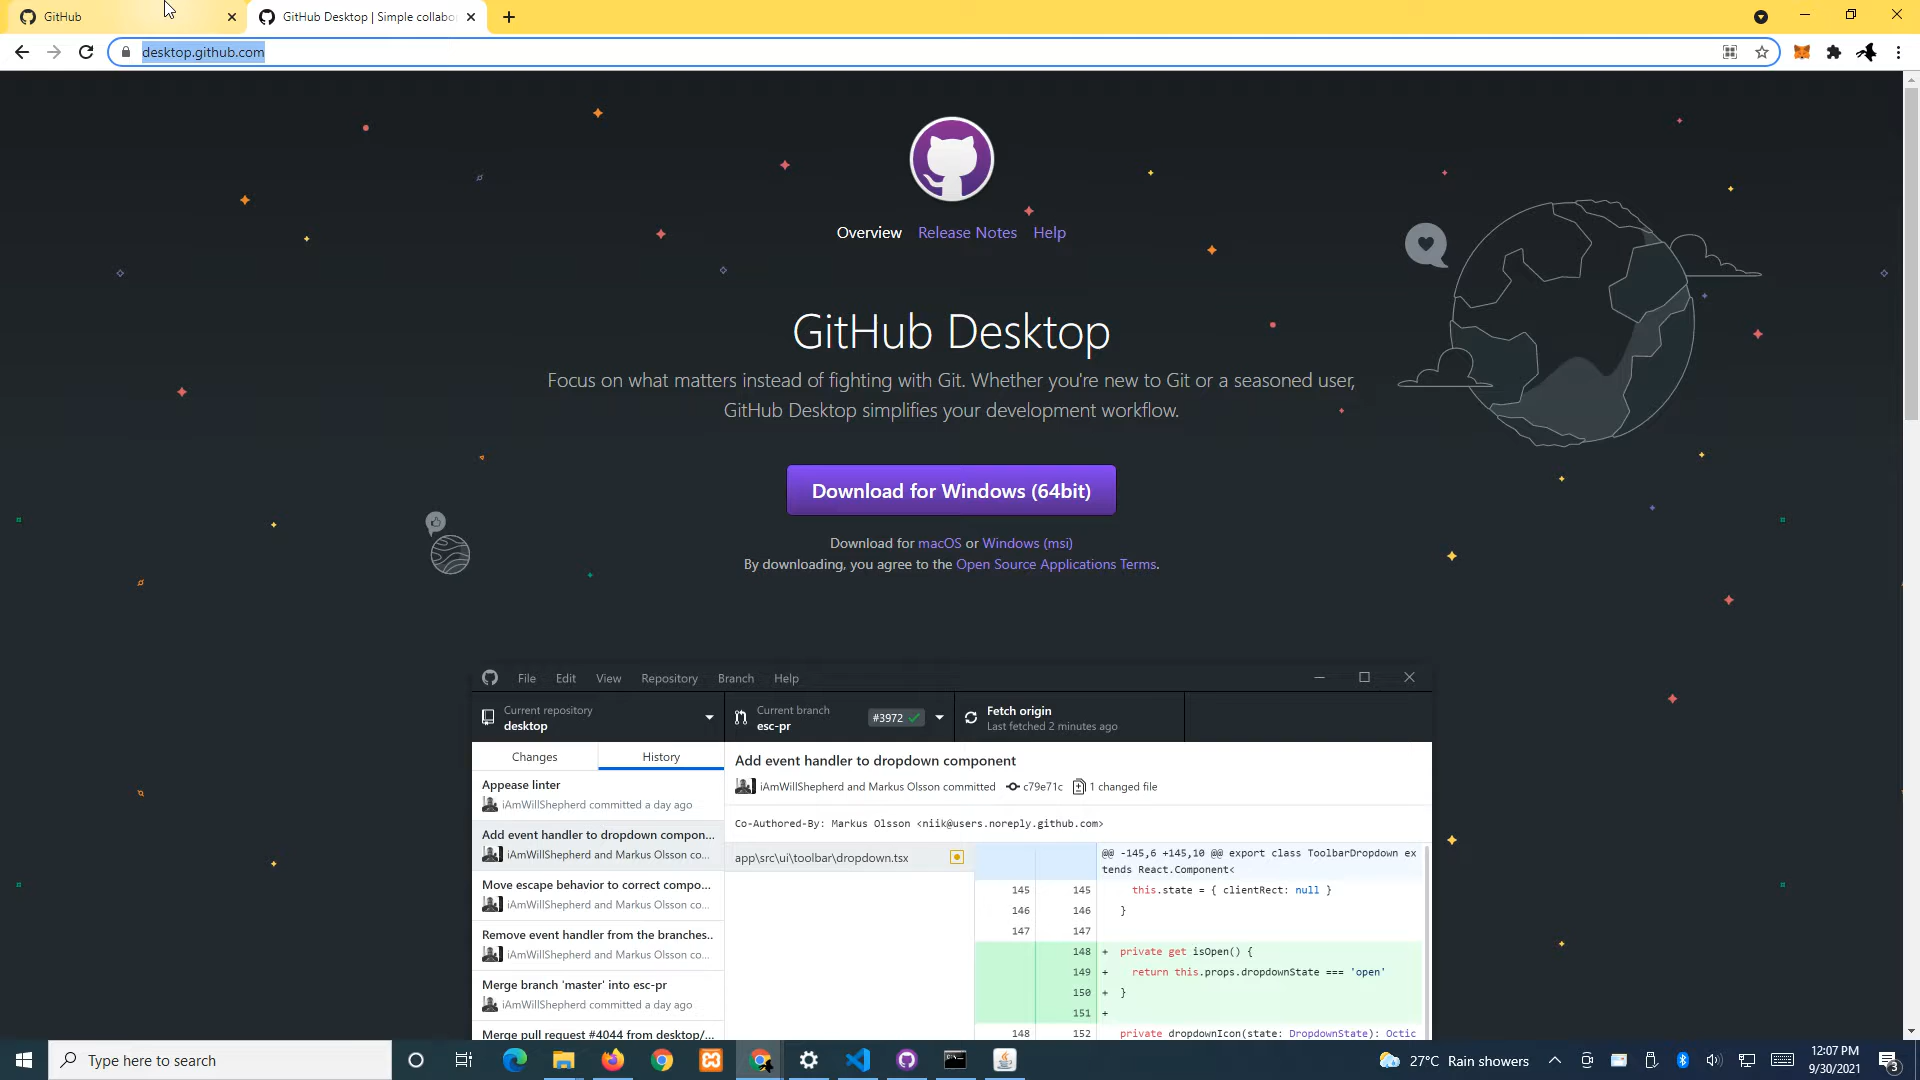 GitHub
GitHub Desktop | Simple collabo
desktop.github.com
Overview Release Notes Help
GitHub Desktop
Focus on what matters instead of fighting with Git. Whether you're new to Git or a seasoned user,
GitHub Desktop simplifies your development workflow.
Download for Windows (64bit)
Download for macOS or Windows (msi)
By downloading, you agree to the Open Source Applications Terms.
File Edit View Repository Branch Help
Current repository
desktop
Current branch
esc-pr
#3972
Fetch origin
Last fetched 2 minutes ago
Changes History
Appease linter
iAmWillShepherd committed a day ago
Add event handler to dropdown compon...
iAmWillShepherd and Markus Olsson co...
Move escape behavior to correct compo...
iAmWillShepherd and Markus Olsson co...
Remove event handler from the branches..
iAmWillShepherd and Markus Olsson co...
Merge branch 'master' into esc-pr
iAmWillShepherd committed a day ago
Merge pull request #4044 from desktop/...
Add event handler to dropdown component
iAmWillShepherd and Markus Olsson committed c79e71c 1 changed file
Co-Authored-By: Markus Olsson <niik@users.noreply.github.com>
app\src\ui\toolbar\dropdown.tsx
@@ -145,6 +145,10 @@ export class ToolbarDropdown ex
tends React.Component<
145 145 this.state = { clientRect: null }
146 146 }
147 147
148 + private get isOpen() {
149 + return this.props.dropdownState === 'open'
150 + }
151 +
148 152 private dropdownIcon(state: DropdownState): Octic
Type here to search
27°C Rain showers
12:07 PM
9/30/2021
3